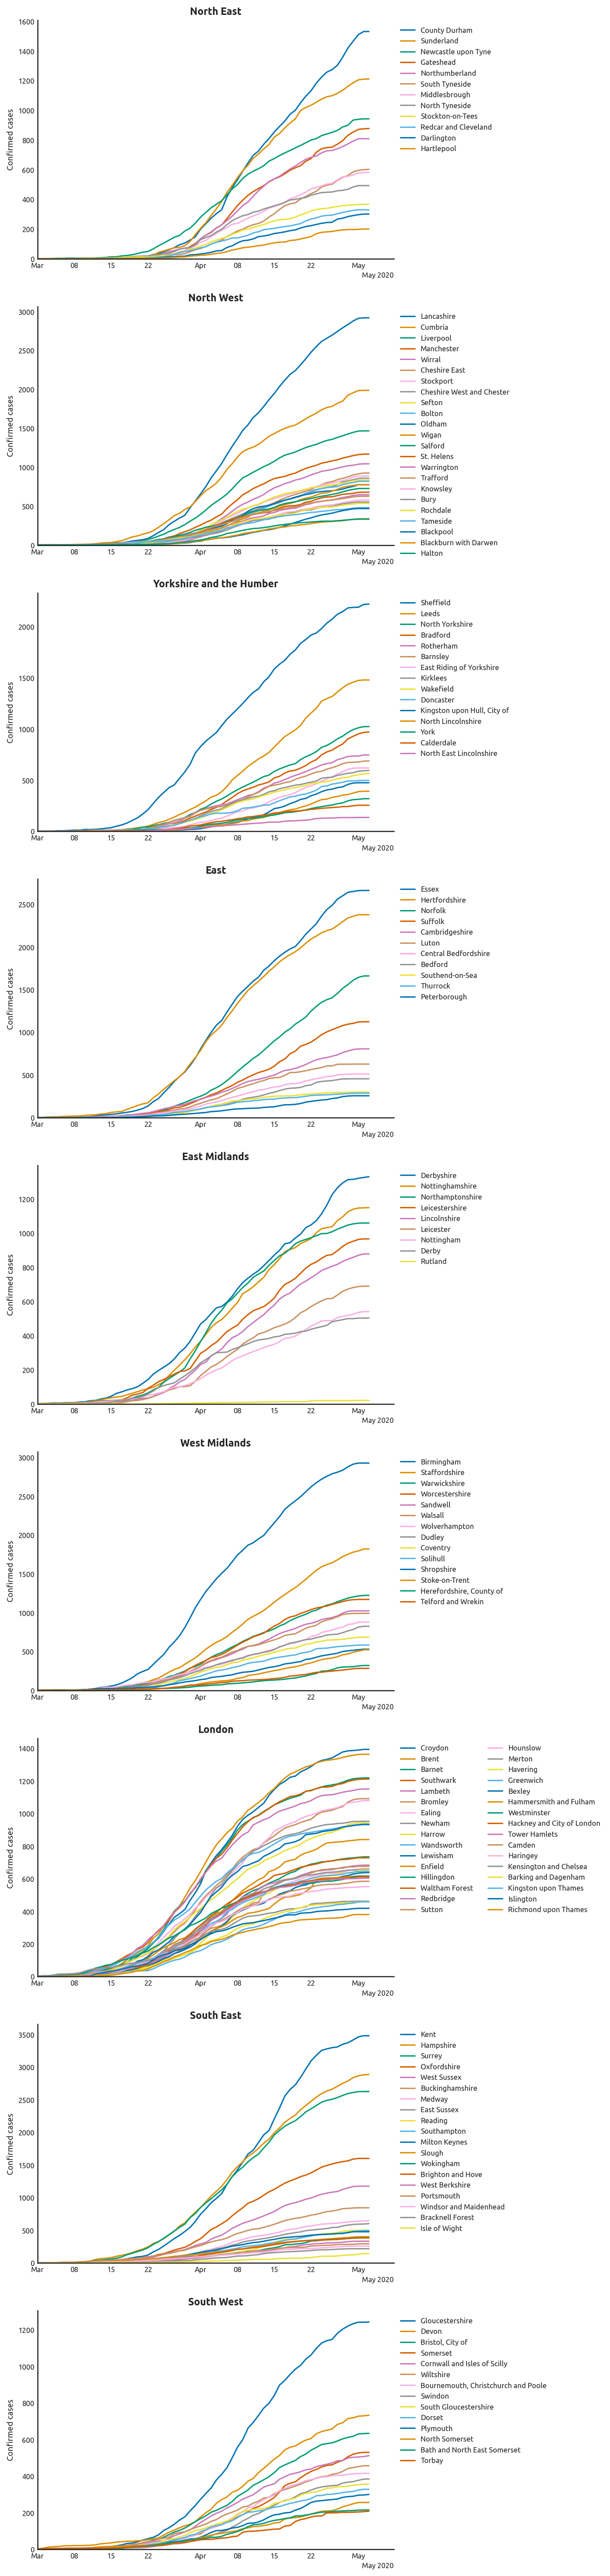 North East
Confirmed cases
1600
1400
1200
1000
800
600
400
200
0
Mar 08 15 22 Apr 08 15 22 May
May 2020
County Durham
Sunderland
Newcastle upon Tyne
Gateshead
Northumberland
South Tyneside
Middlesbrough
North Tyneside
Stockton-on-Tees
Redcar and Cleveland
Darlington
Hartlepool
North West
Confirmed cases
3000
2500
2000
1500
1000
500
0
Mar 08 15 22 Apr 08 15 22 May
May 2020
Lancashire
Cumbria
Liverpool
Manchester
Wirral
Cheshire East
Stockport
Cheshire West and Chester
Sefton
Bolton
Oldham
Wigan
Salford
St. Helens
Warrington
Trafford
Knowsley
Bury
Rochdale
Tameside
Blackpool
Blackburn with Darwen
Halton
Yorkshire and the Humber
Confirmed cases
2000
1500
1000
500
0
Mar 08 15 22 Apr 08 15 22 May
May 2020
Sheffield
Leeds
North Yorkshire
Bradford
Rotherham
Barnsley
East Riding of Yorkshire
Kirklees
Wakefield
Doncaster
Kingston upon Hull, City of
North Lincolnshire
York
Calderdale
North East Lincolnshire
East
Confirmed cases
2500
2000
1500
1000
500
0
Mar 08 15 22 Apr 08 15 22 May
May 2020
Essex
Hertfordshire
Norfolk
Suffolk
Cambridgeshire
Luton
Central Bedfordshire
Bedford
Southend-on-Sea
Thurrock
Peterborough
East Midlands
Confirmed cases
1200
1000
800
600
400
200
0
Mar 08 15 22 Apr 08 15 22 May
May 2020
Derbyshire
Nottinghamshire
Northamptonshire
Leicestershire
Lincolnshire
Leicester
Nottingham
Derby
Rutland
West Midlands
Confirmed cases
3000
2500
2000
1500
1000
500
0
Mar 08 15 22 Apr 08 15 22 May
May 2020
Birmingham
Staffordshire
Warwickshire
Worcestershire
Sandwell
Walsall
Wolverhampton
Dudley
Coventry
Solihull
Shropshire
Stoke-on-Trent
Herefordshire, County of
Telford and Wrekin
London
Confirmed cases
1400
1200
1000
800
600
400
200
0
Mar 08 15 22 Apr 08 15 22 May
May 2020
Croydon
Brent
Barnet
Southwark
Lambeth
Bromley
Ealing
Newham
Harrow
Wandsworth
Lewisham
Enfield
Hillingdon
Waltham Forest
Redbridge
Sutton
Hounslow
Merton
Havering
Greenwich
Bexley
Hammersmith and Fulham
Westminster
Hackney and City of London
Tower Hamlets
Camden
Haringey
Kensington and Chelsea
Barking and Dagenham
Kingston upon Thames
Islington
Richmond upon Thames
South East
Confirmed cases
3500
3000
2500
2000
1500
1000
500
0
Mar 08 15 22 Apr 08 15 22 May
May 2020
Kent
Hampshire
Surrey
Oxfordshire
West Sussex
Buckinghamshire
Medway
East Sussex
Reading
Southampton
Milton Keynes
Slough
Wokingham
Brighton and Hove
West Berkshire
Portsmouth
Windsor and Maidenhead
Bracknell Forest
Isle of Wight
South West
Confirmed cases
1200
1000
800
600
400
200
0
Mar 08 15 22 Apr 08 15 22 May
May 2020
Gloucestershire
Devon
Bristol, City of
Somerset
Cornwall and Isles of Scilly
Wiltshire
Bournemouth, Christchurch and Poole
Swindon
South Gloucestershire
Dorset
Plymouth
North Somerset
Bath and North East Somerset
Torbay